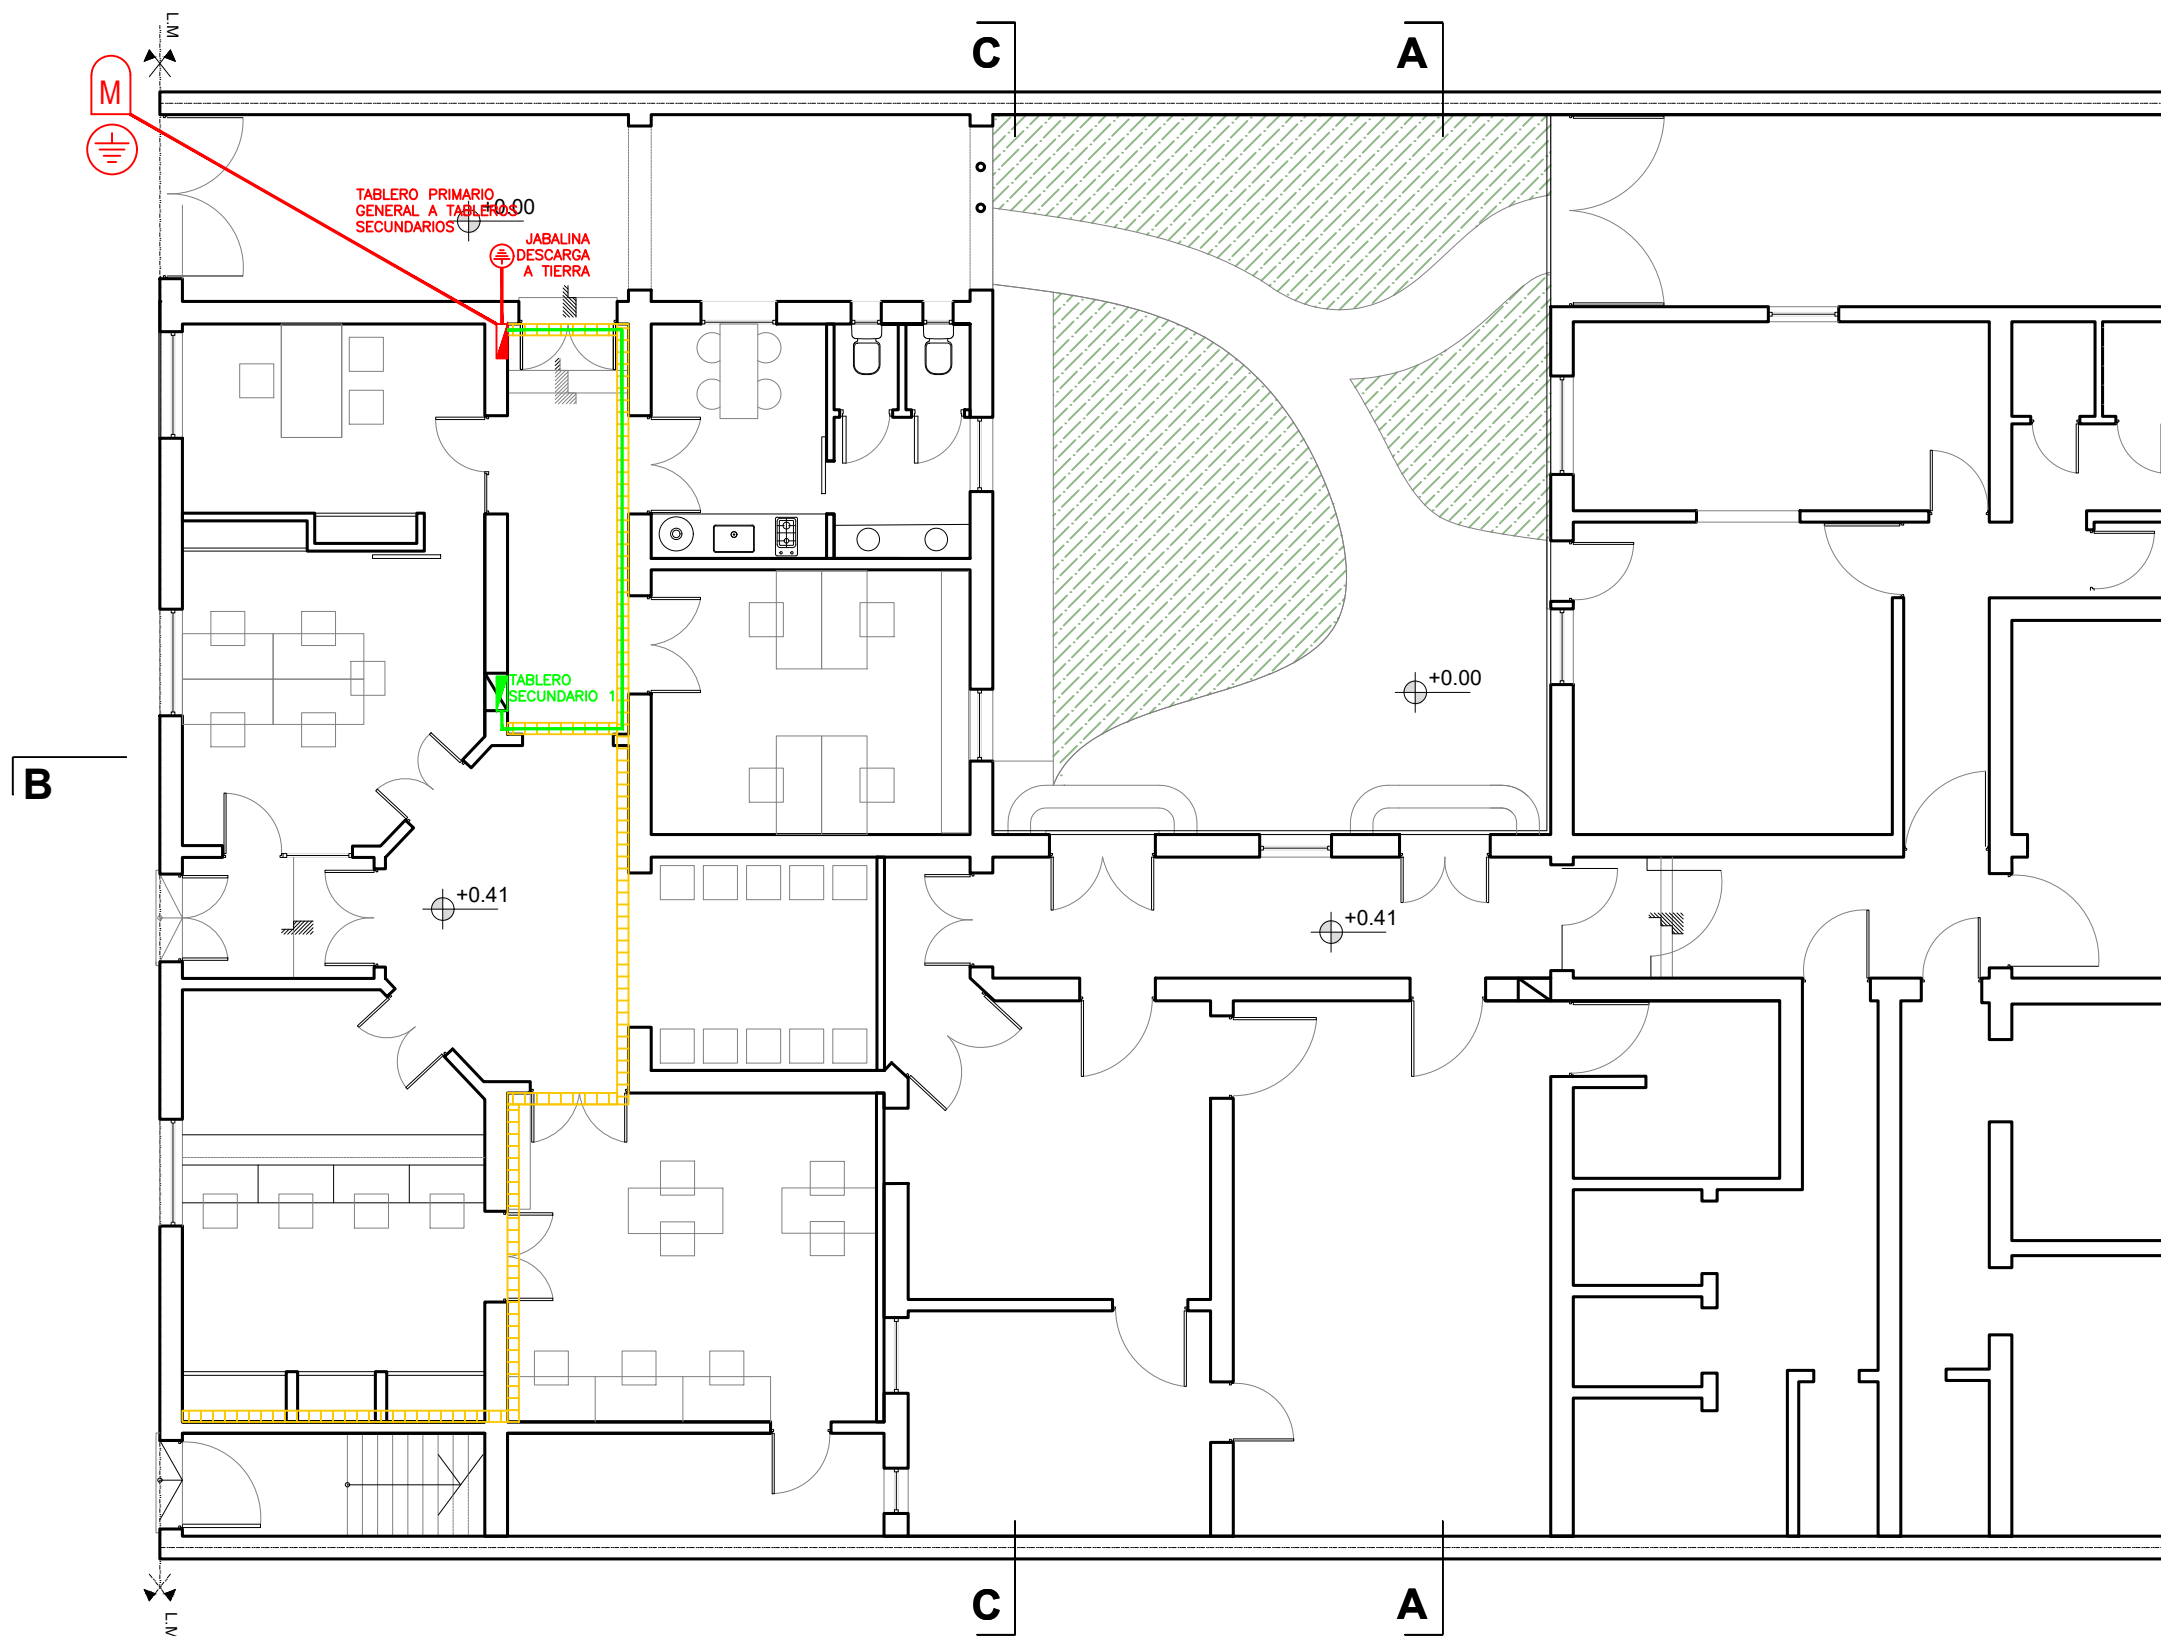 L.M
C
A
M
TABLERO PRIMARIO
GENERAL A TABLEROS
SECUNDARIOS
+0.00
JABALINA
DESCARGA
A TIERRA
TABLERO
SECUNDARIO 1
+0.00
B
+0.41
+0.41
C
A
L.M